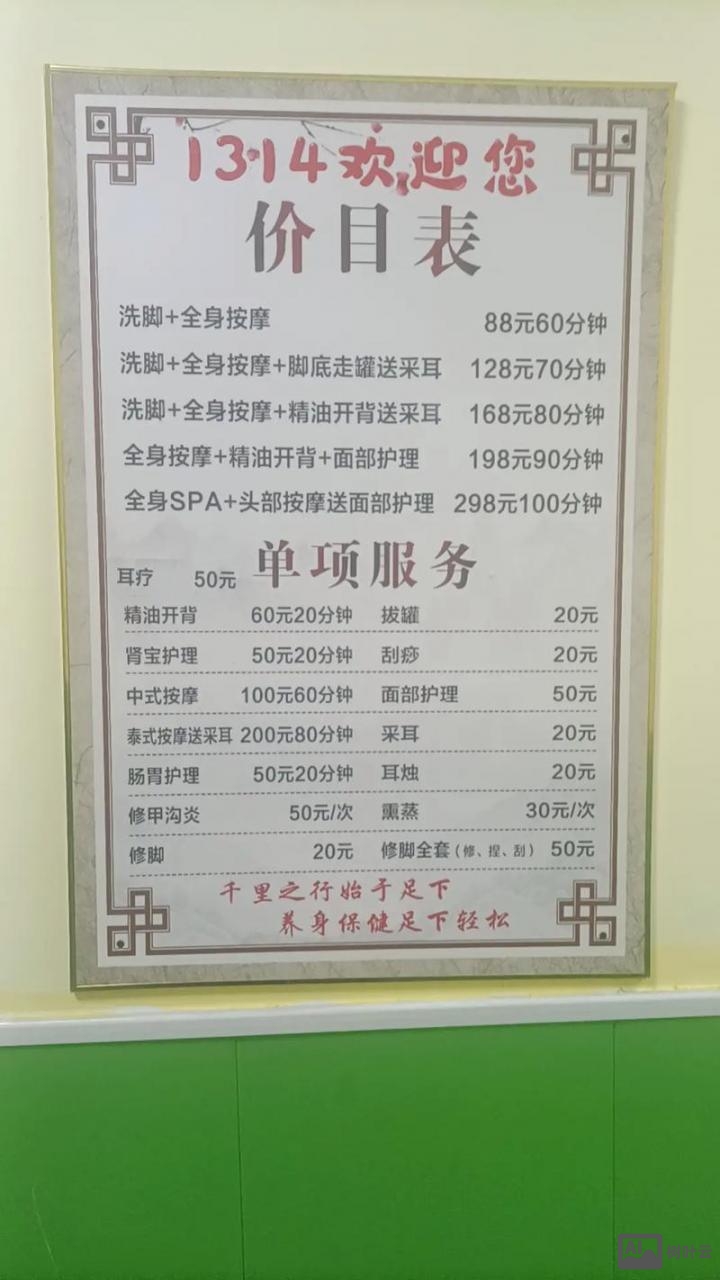 1314欢迎您
价目表
洗脚+全身按摩 88元60分钟
洗脚+全身按摩+脚底走罐送采耳 128元70分钟
洗脚+全身按摩+精油开背送采耳 168元80分钟
全身按摩+精油开背+面部护理 198元90分钟
全身SPA+头部按摩送面部护理 298元100分钟
单项服务
耳疗 50元
精油开背 60元20分钟 拔罐 20元
肾宝护理 50元20分钟 刮痧 20元
中式按摩 100元60分钟 面部护理 50元
泰式按摩送采耳 200元80分钟 采耳 20元
肠胃护理 50元20分钟 耳烛 20元
修甲沟炎 50元/次 熏蒸 30元/次
修脚 20元 修脚全套(修、捏、刮) 50元
千里之行始于足下
养身保健足下轻松